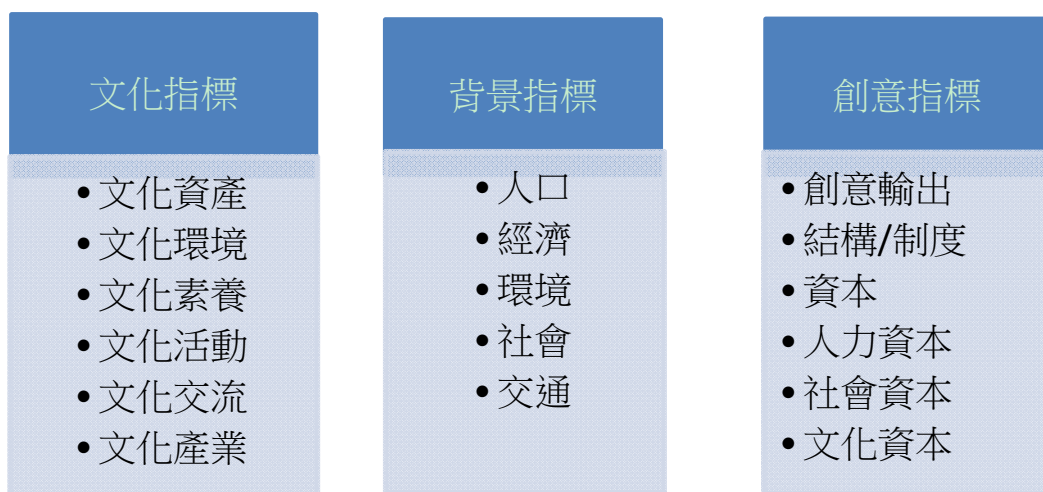 文化指標
•文化資產
•文化環境
•文化素養
•文化活動
•文化交流
•文化產業
背景指標
•人口
•經濟
•環境
•社會
•交通
創意指標
•創意輸出
•結構/制度
•資本
•人力資本
•社會資本
•文化資本